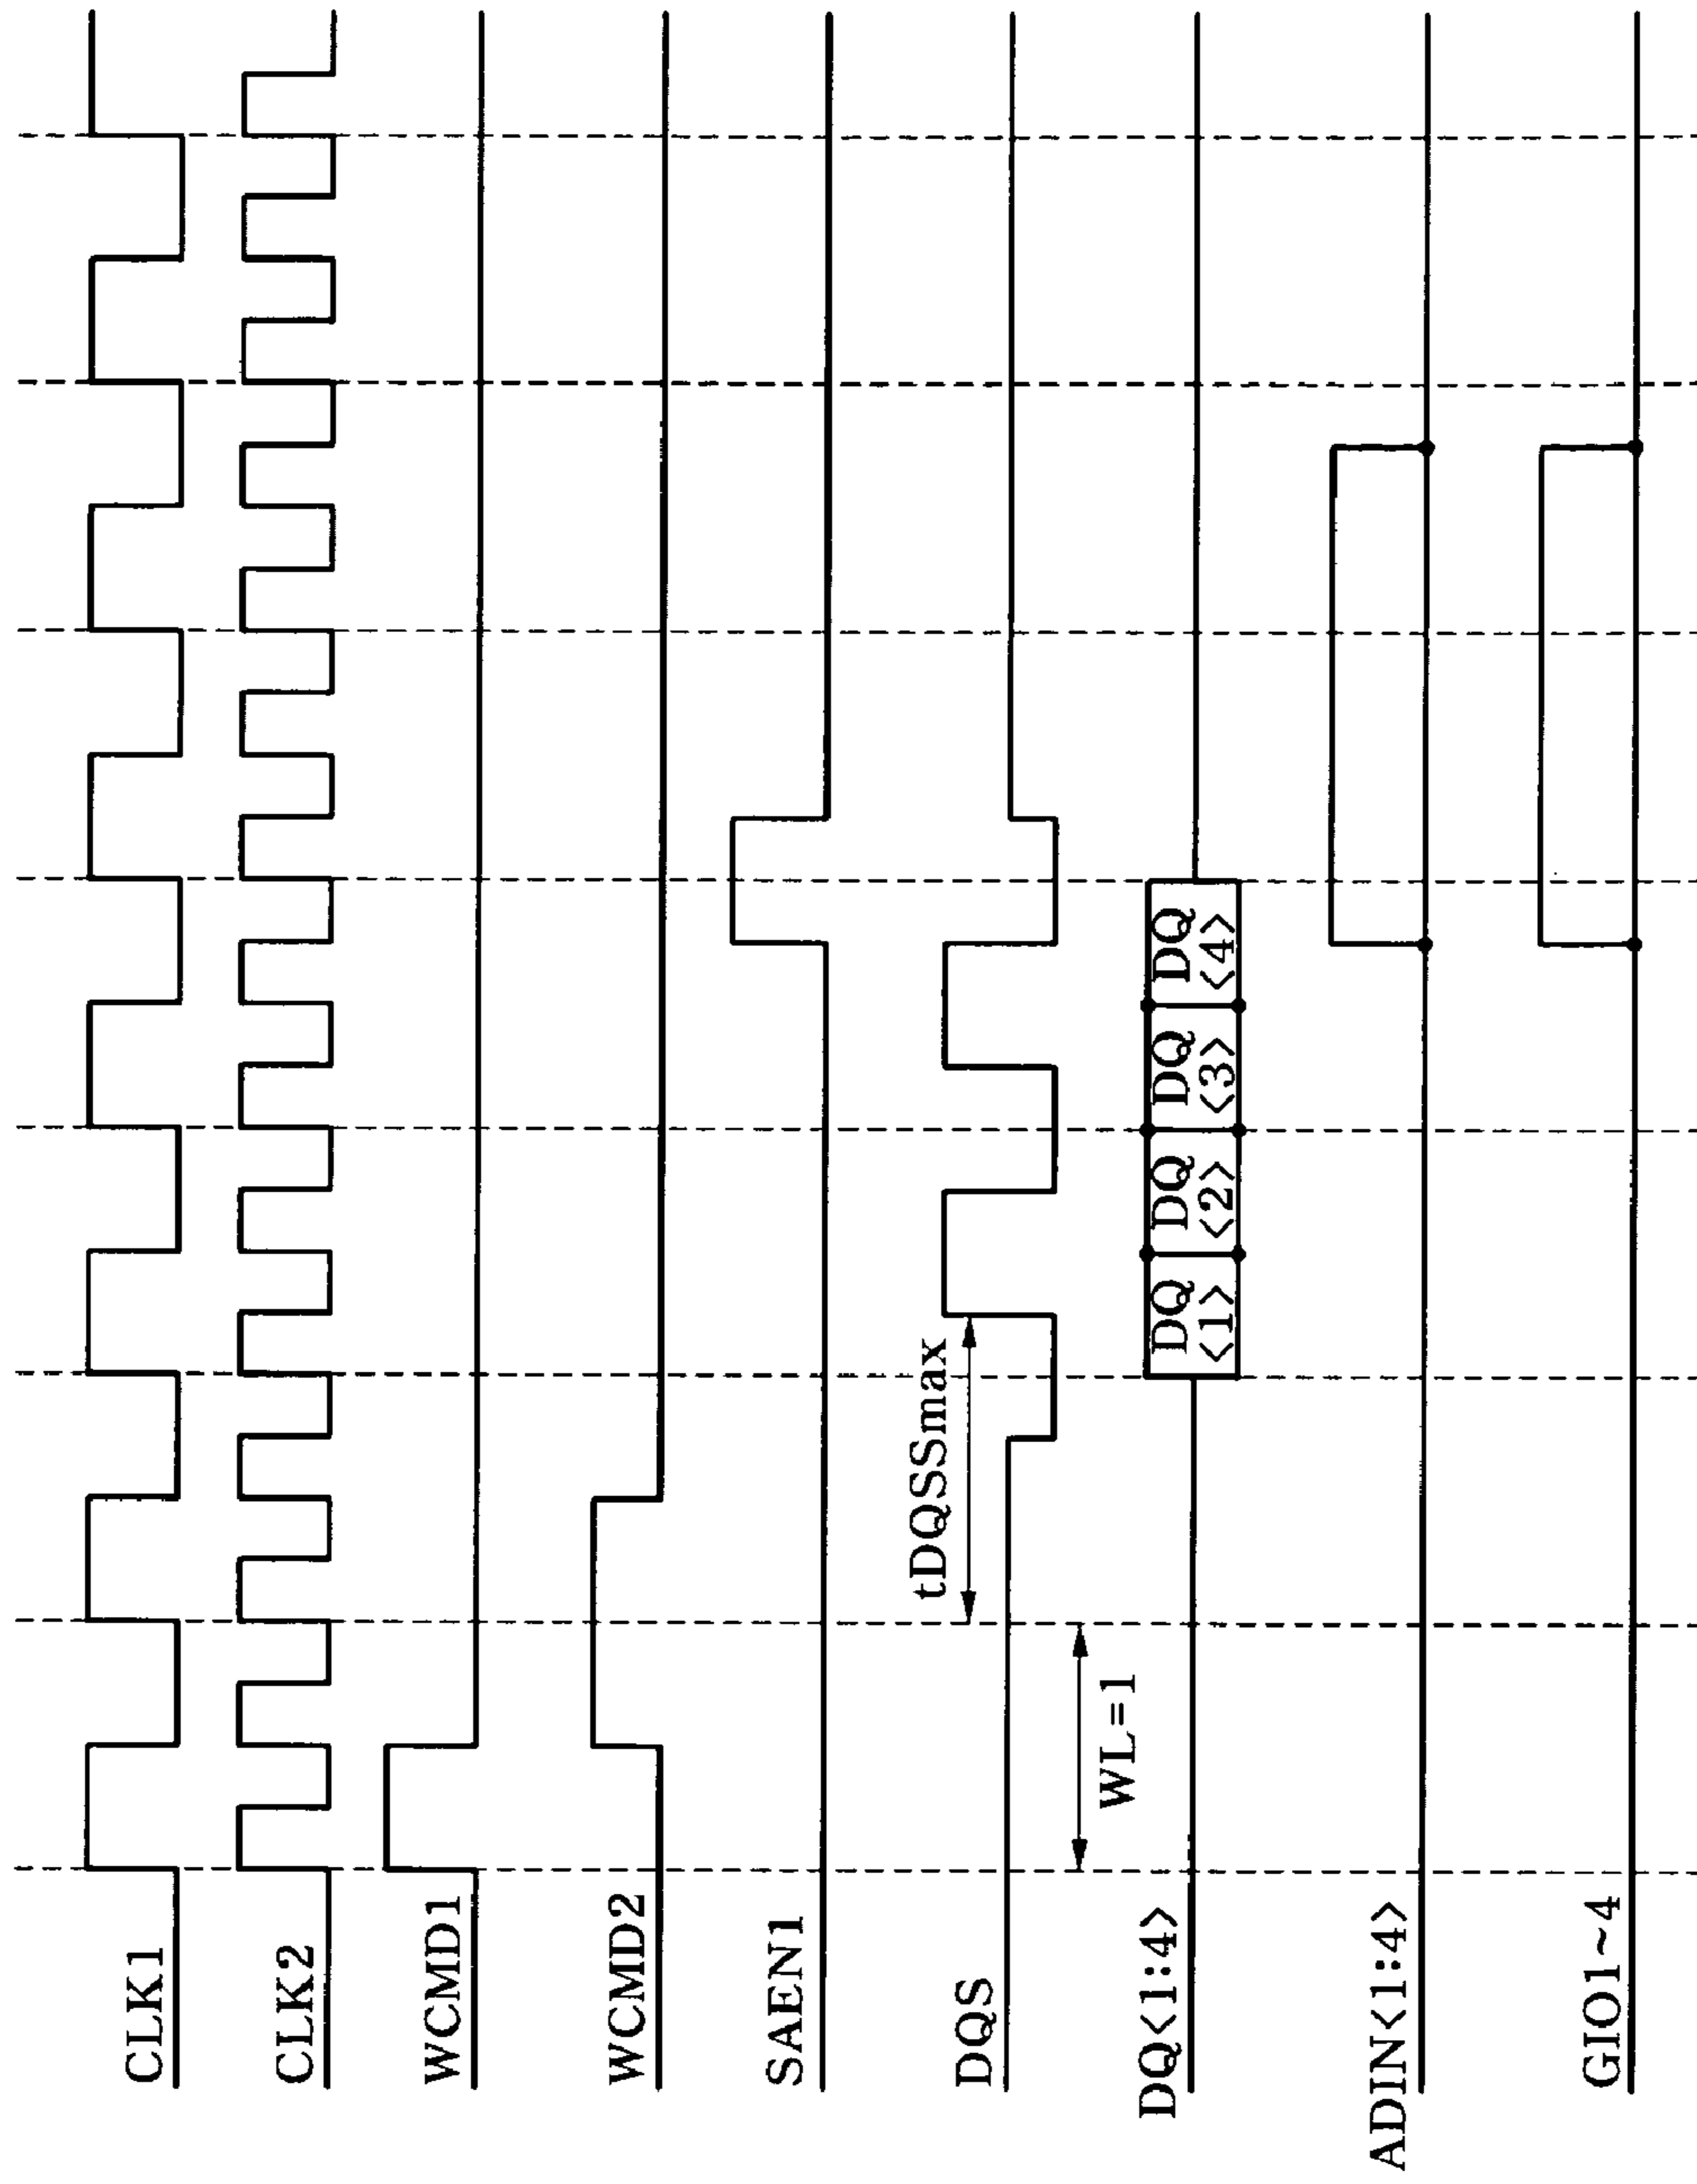 CLK1
CLK2
WCMD1
WCMD2
SAEN1
DQS
tDQSSmax
WL=1
DQ<1:4>
DQ
<1>
DQ
<2>
DQ
<3>
DQ
<4>
ADIN<1:4>
GIO1~4